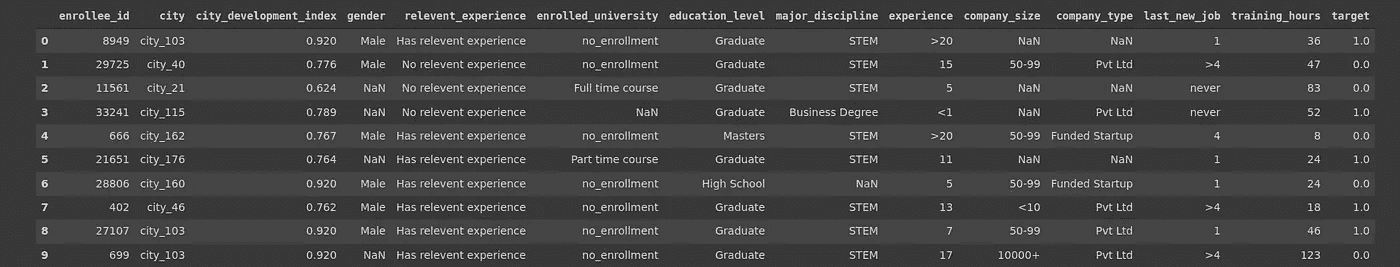 enrollee_id city city_development_index gender relevent_experience enrolled_university education_level major_discipline experience company_size company_type last_new_job training_hours target
0 8949 city_103 0.920 Male Has relevent experience no_enrollment Graduate STEM >20 NaN NaN 1 36 1.0
1 29725 city_40 0.776 Male No relevent experience no_enrollment Graduate STEM 15 50-99 Pvt Ltd >4 47 0.0
2 11561 city_21 0.624 NaN No relevent experience Full time course Graduate STEM 5 NaN NaN never 83 0.0
3 33241 city_115 0.789 NaN No relevent experience NaN Graduate Business Degree <1 NaN Pvt Ltd never 52 1.0
4 666 city_162 0.767 Male Has relevent experience no_enrollment Masters STEM >20 50-99 Funded Startup 4 8 0.0
5 21651 city_176 0.764 NaN Has relevent experience Part time course Graduate STEM 11 NaN NaN 1 24 1.0
6 28806 city_160 0.920 Male Has relevent experience no_enrollment High School NaN 5 50-99 Funded Startup 1 24 0.0
7 402 city_46 0.762 Male Has relevent experience no_enrollment Graduate STEM 13 <10 Pvt Ltd >4 18 1.0
8 27107 city_103 0.920 Male Has relevent experience no_enrollment Graduate STEM 7 50-99 Pvt Ltd 1 46 1.0
9 699 city_103 0.920 NaN Has relevent experience no_enrollment Graduate STEM 17 10000+ Pvt Ltd >4 123 0.0